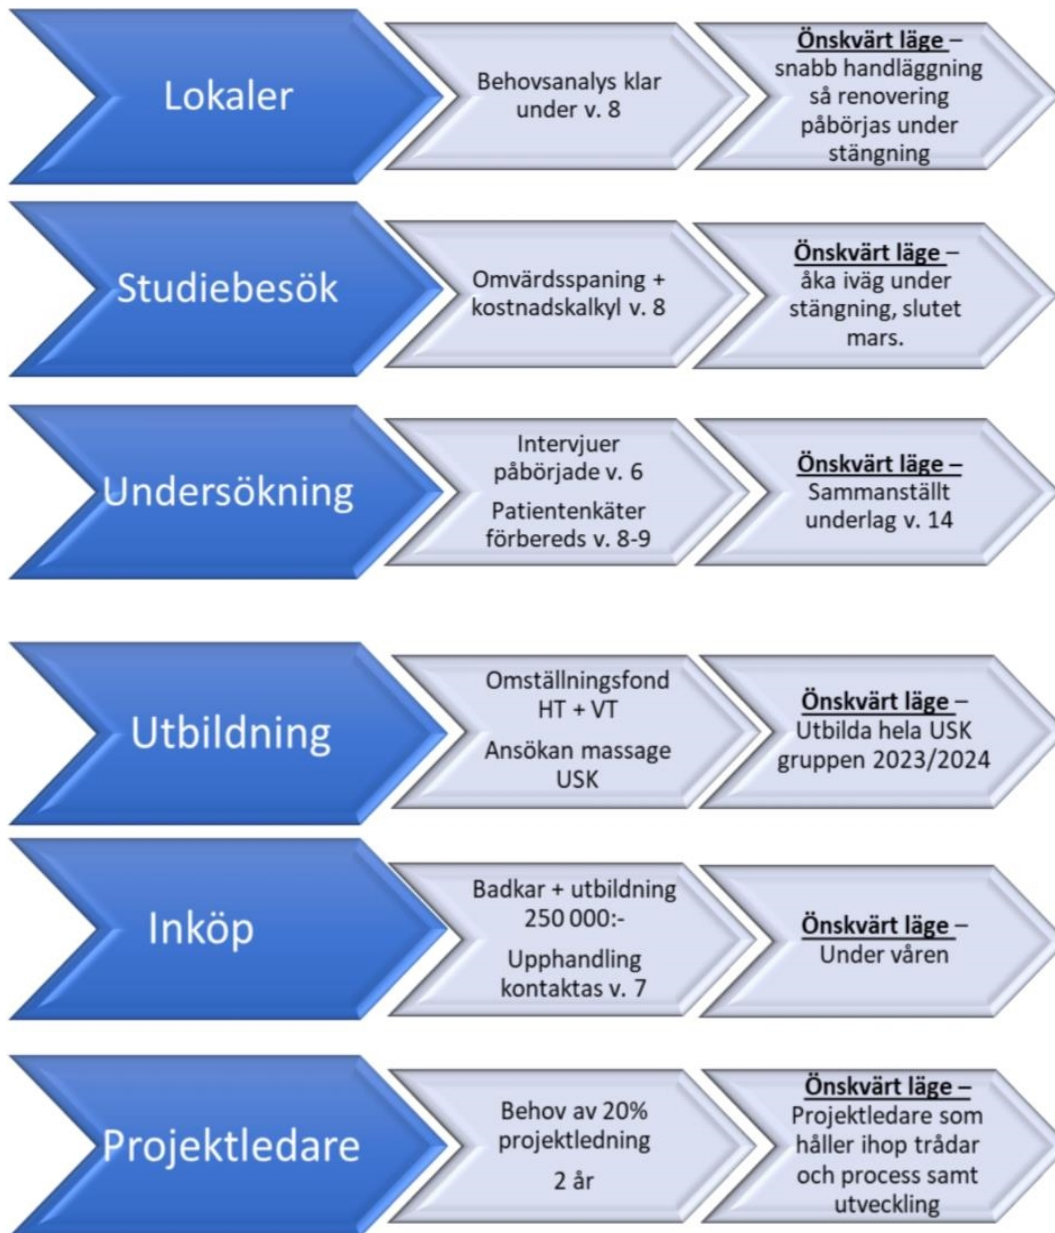 Lokaler
Behovsanalys klar
under v. 8
Önskvärt läge –
snabb handläggning
så renovering
påbörjas under
stängning
Studiebesök
Omvärdsspaning +
kostnadskalkyl v. 8
Önskvärt läge –
åka iväg under
stängning, slutet
mars.
Undersökning
Intervjuer
påbörjade v. 6
Patientenkäter
förbereds v. 8-9
Önskvärt läge –
Sammanställt
underlag v. 14
Utbildning
Omställningsfond
HT + VT
Ansökan massage
USK
Önskvärt läge –
Utbilda hela USK
gruppen 2023/2024
Inköp
Badkar + utbildning
250 000:-
Upphandling
kontaktas v. 7
Önskvärt läge –
Under våren
Projektledare
Behov av 20%
projektledning
2 år
Önskvärt läge –
Projektledare som
håller ihop trådar
och process samt
utveckling